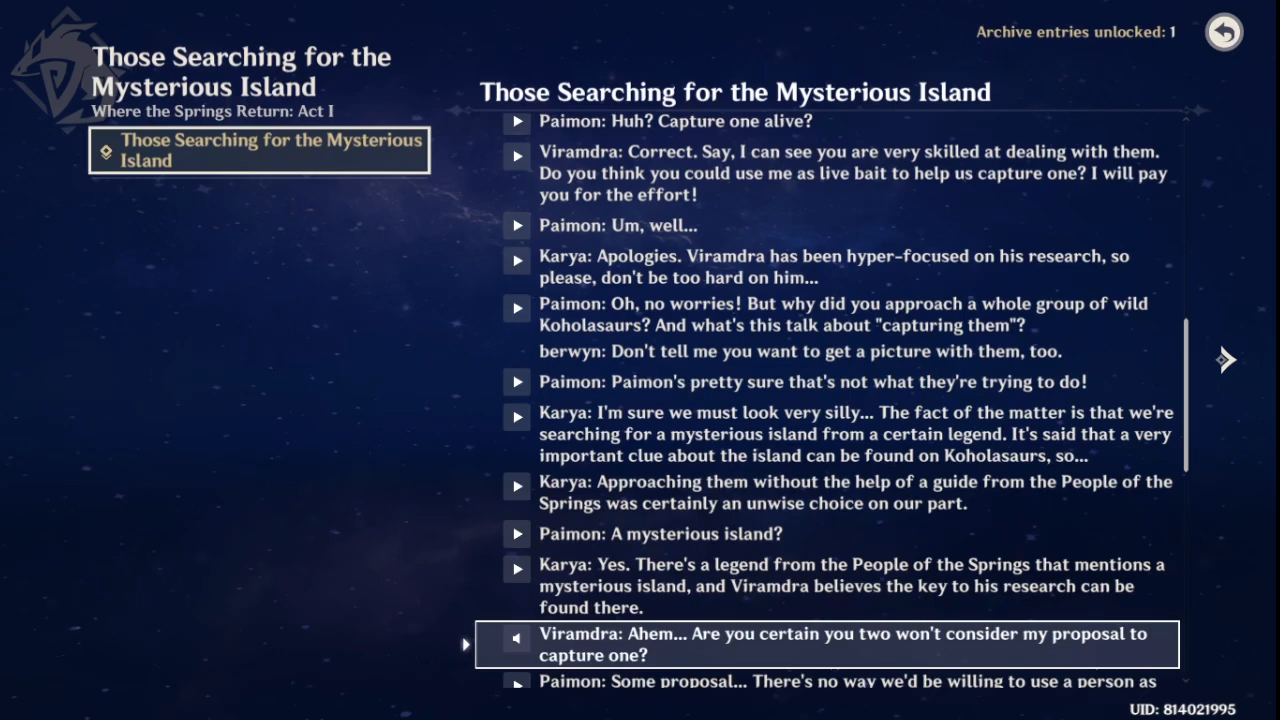 Archive entries unlocked: 1
Those Searching for the
Mysterious Island
Where the Springs Return: Act I
Those Searching for the Mysterious
Island
Those Searching for the Mysterious Island
Paimon: Huh? Capture one alive?
Viramdra: Correct. Say, I can see you are very skilled at dealing with them.
Do you think you could use me as live bait to help us capture one? I will pay
you for the effort!
Paimon: Um, well...
Karya: Apologies. Viramdra has been hyper-focused on his research, so
please, don't be too hard on him...
Paimon: Oh, no worries! But why did you approach a whole group of wild
Koholasaurs? And what's this talk about "capturing them"?
berwyn: Don't tell me you want to get a picture with them, too.
Paimon: Paimon's pretty sure that's not what they're trying to do!
Karya: I'm sure we must look very silly... The fact of the matter is that we're
searching for a mysterious island from a certain legend. It's said that a very
important clue about the island can be found on Koholasaurs, so...
Karya: Approaching them without the help of a guide from the People of the
Springs was certainly an unwise choice on our part.
Paimon: A mysterious island?
Karya: Yes. There's a legend from the People of the Springs that mentions a
mysterious island, and Viramdra believes the key to his research can be
found there.
Viramdra: Ahem... Are you certain you two won't consider my proposal to
capture one?
Paimon: Some proposal... There's no way we'd be willing to use a person as
UID: 814021995